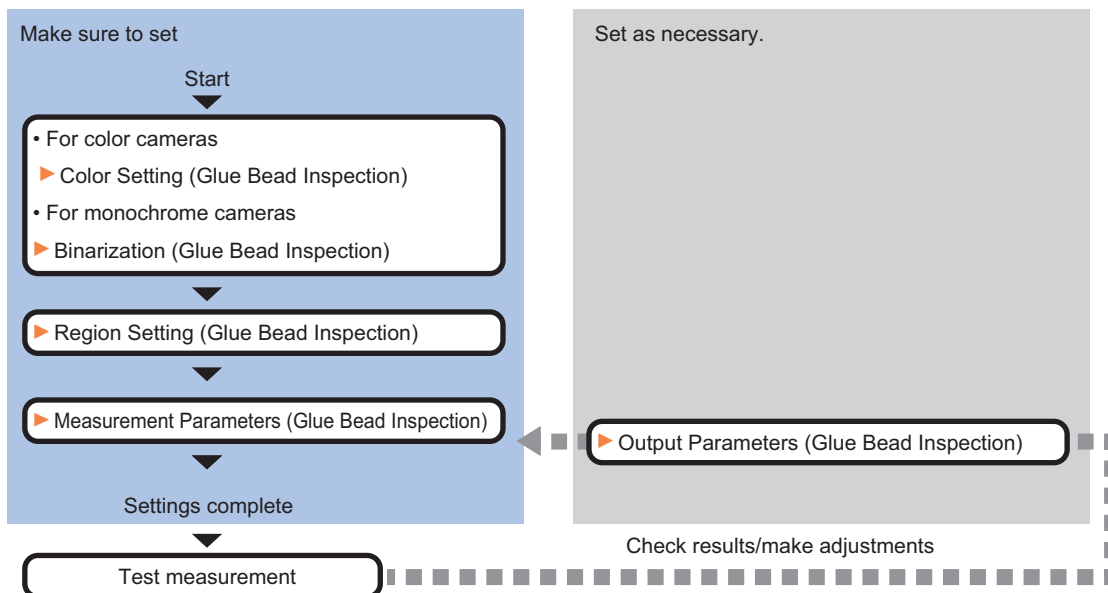 Make sure to set
Start
• For color cameras
Color Setting (Glue Bead Inspection)
• For monochrome cameras
Binarization (Glue Bead Inspection)
Region Setting (Glue Bead Inspection)
Measurement Parameters (Glue Bead Inspection)
Settings complete
Test measurement
Set as necessary.
Output Parameters (Glue Bead Inspection)
Check results/make adjustments